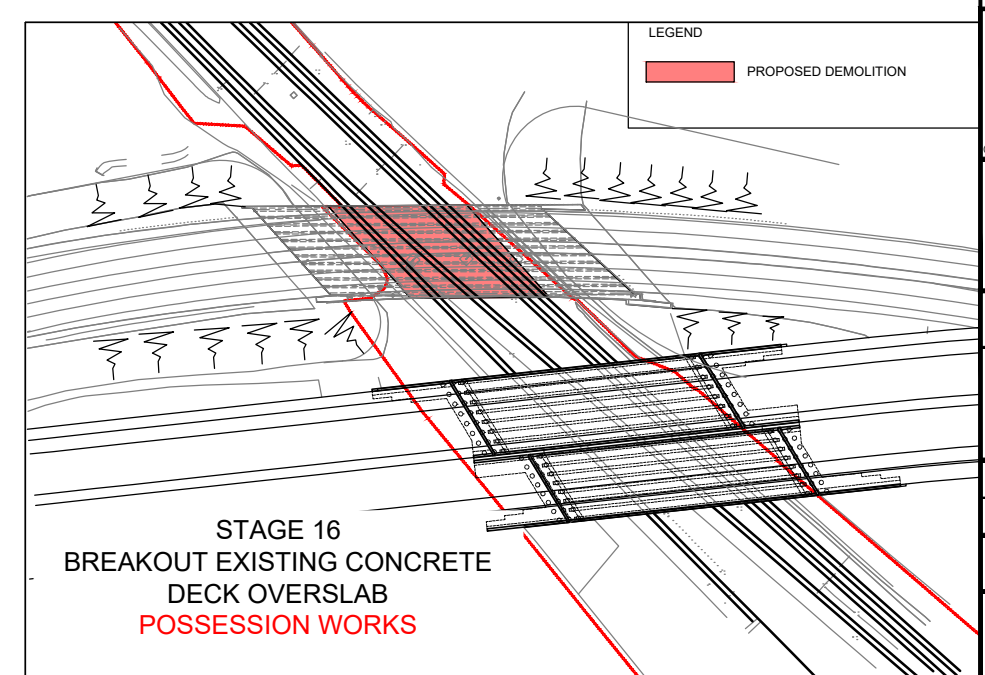 LEGEND
PROPOSED DEMOLITION
STAGE 16
BREAKOUT EXISTING CONCRETE
DECK OVERSLAB
POSSESSION WORKS